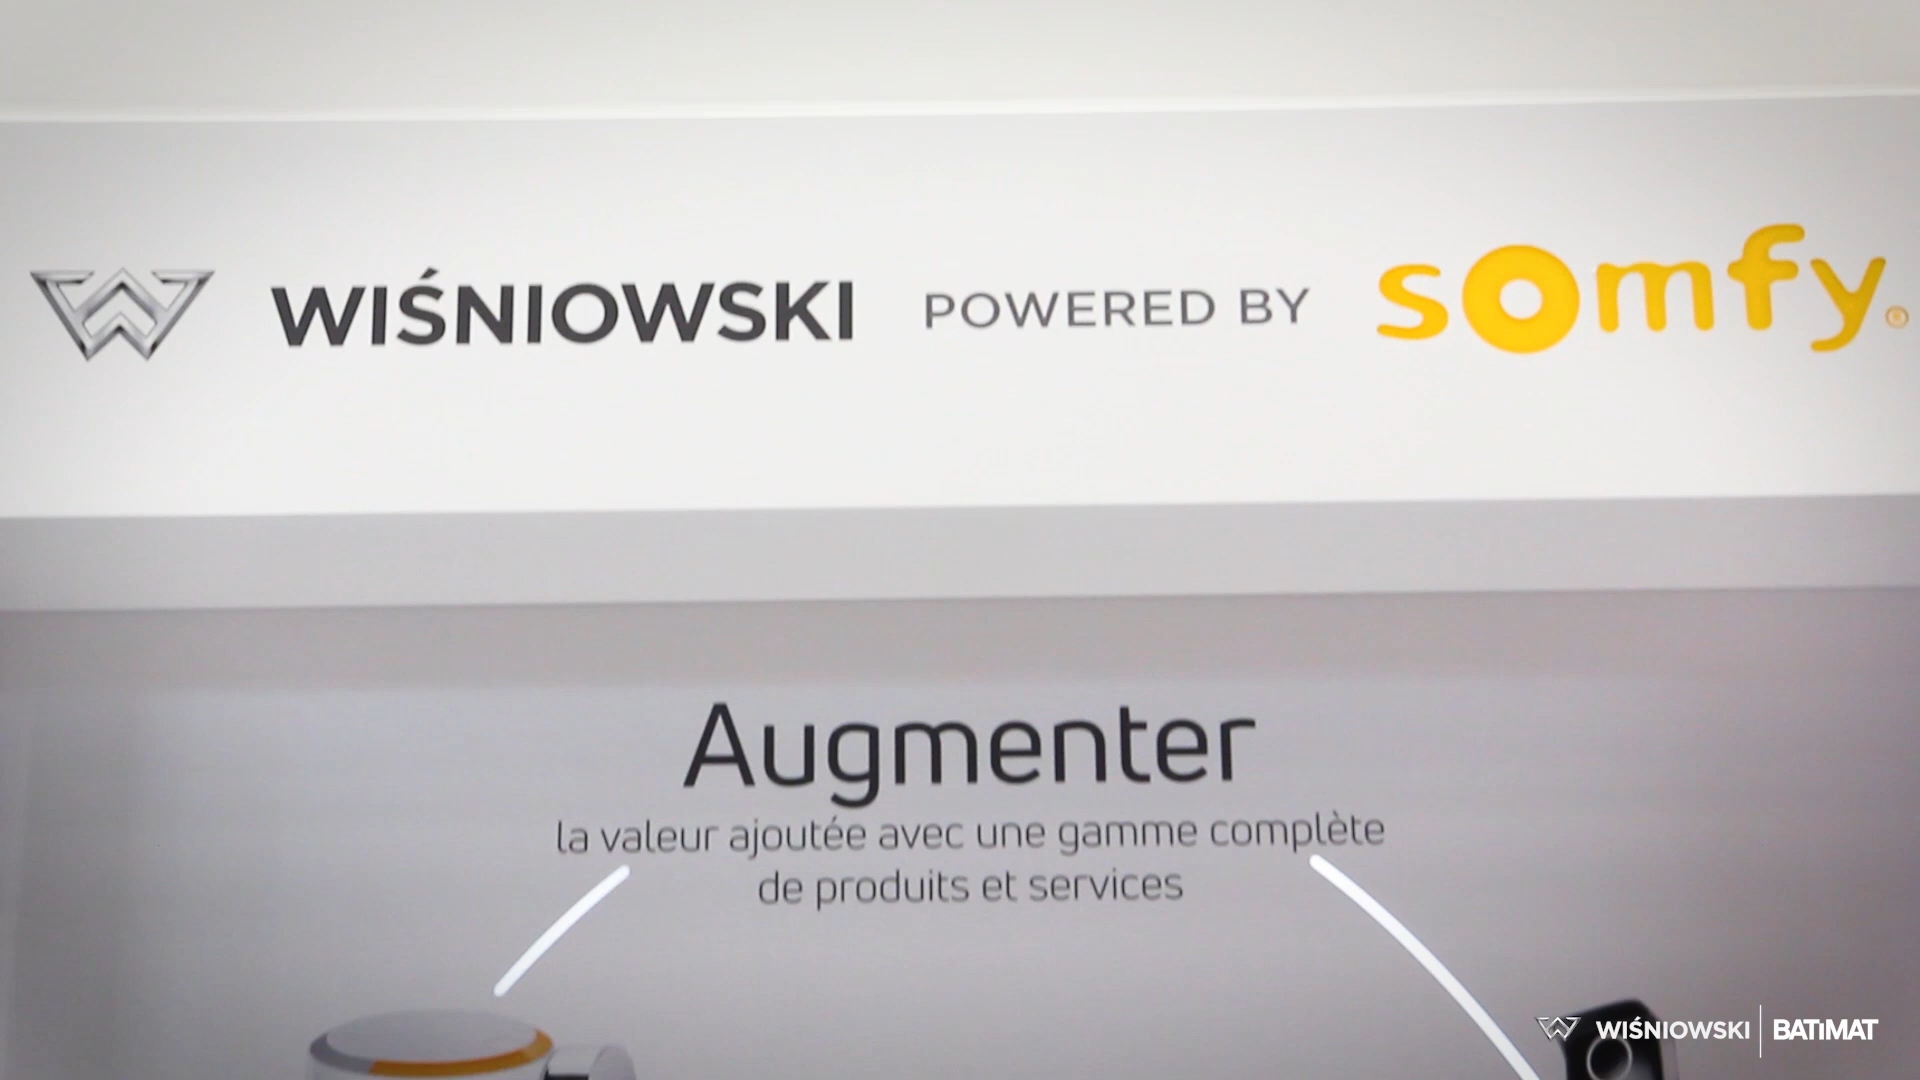 WIŚNIOWSKI POWERED BY somfy®
Augmenter
la valeur ajoutée avec une gamme complète
de produits et services
WIŚNIOWSKI | BATiMAT